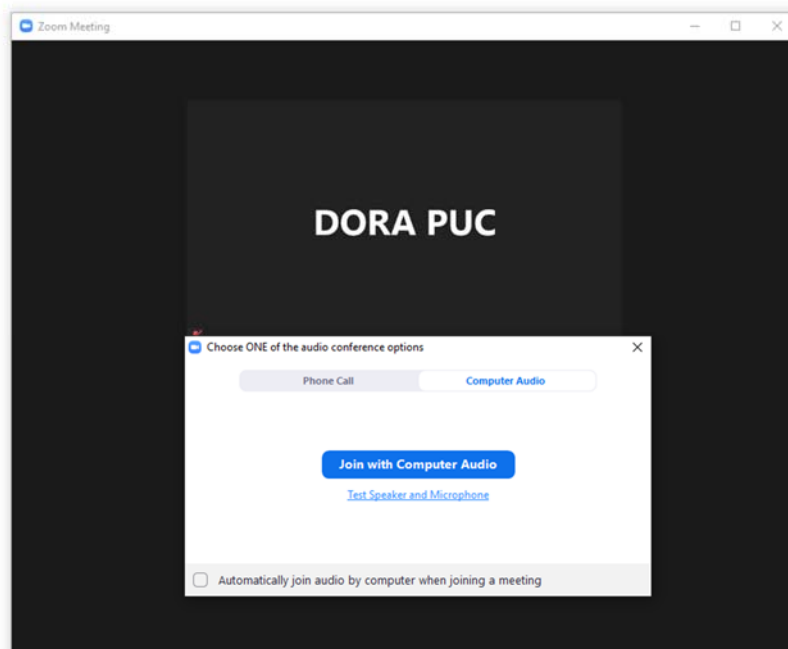 Zoom Meeting
DORA PUC
Choose ONE of the audio conference options
Phone Call
Computer Audio
Join with Computer Audio
Test Speaker and Microphone
Automatically join audio by computer when joining a meeting